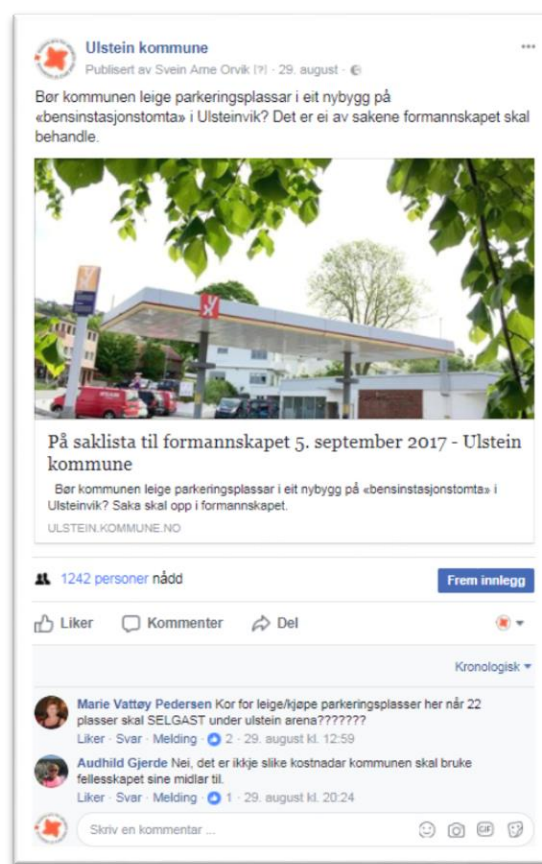 Ulstein kommune
Publisert av Svein Arne Orvik [?] · 29. august ·
Bør kommunen leige parkeringsplassar i eit nybygg på
«bensinstasjonstomta» i Ulsteinvik? Det er ei av sakene formannskapet skal
behandle.
YX
På saklista til formannskapet 5. september 2017 - Ulstein
kommune
Bør kommunen leige parkeringsplassar i eit nybygg på «bensinstasjonstomta» i
Ulsteinvik? Saka skal opp i formannskapet.
ULSTEIN.KOMMUNE.NO
1242 personer nådd
Frem innlegg
Liker Kommenter Del
Kronologisk
Marie Vattøy Pedersen Kor for leige/kjøpe parkeringsplasser her når 22
plasser skal SELGAST under ulstein arena???????
Liker · Svar · Melding · 2 · 29. august kl. 12:59
Audhild Gjerde Nei, det er ikkje slike kostnadar kommunen skal bruke
fellesskapet sine midlar til.
Liker · Svar · Melding · 1 · 29. august kl. 20:24
Skriv en kommentar ...
GIF